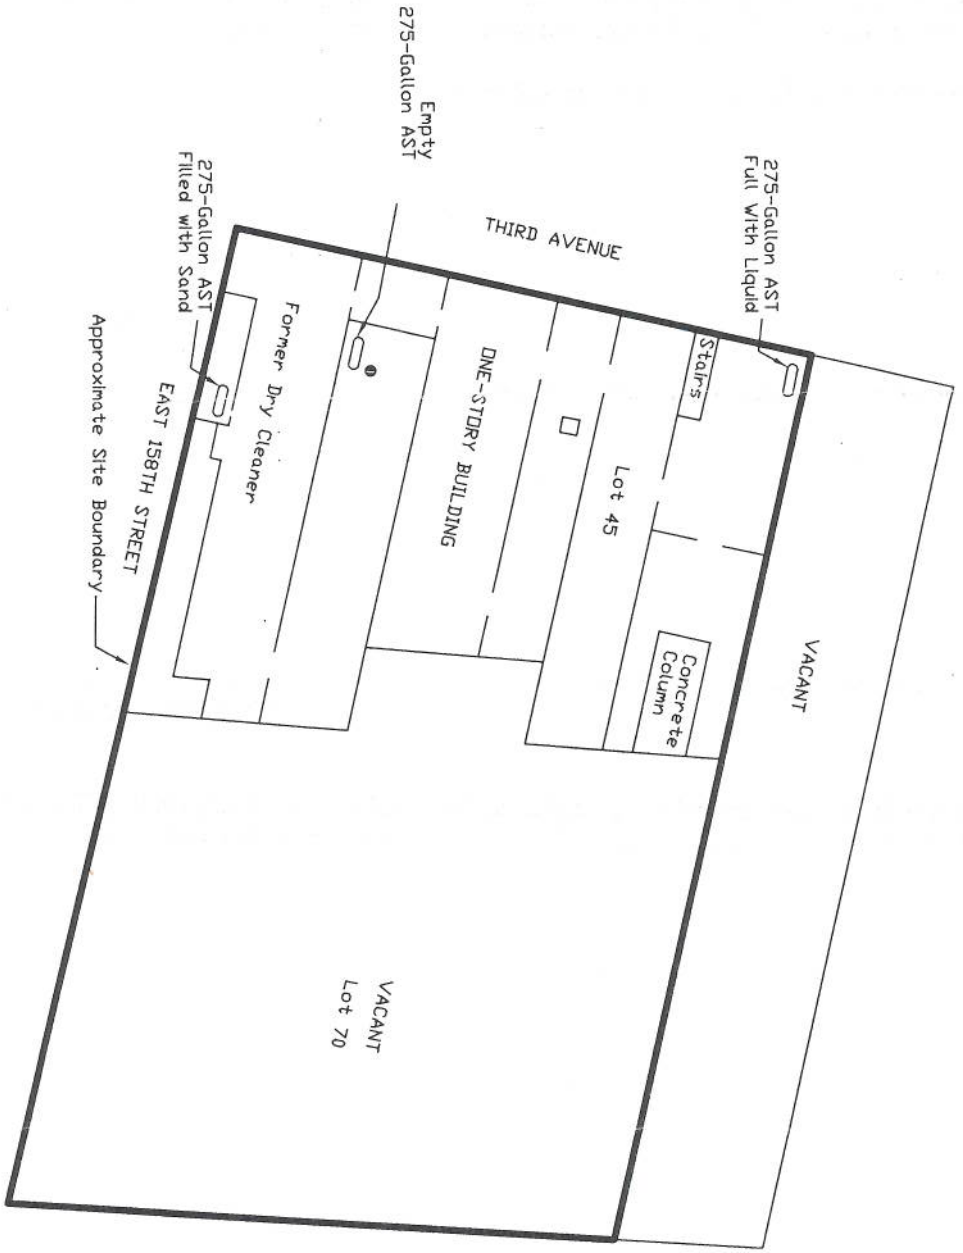 Empty
275-Gallon AST
275-Gallon AST
Full With Liquid
THIRD AVENUE
275-Gallon AST
Filled with Sand
Stairs
Former Dry Cleaner
ONE-STORY BUILDING
Lot 45
Concrete
Column
VACANT
EAST 158TH STREET
Approximate Site Boundary
VACANT
Lot 70